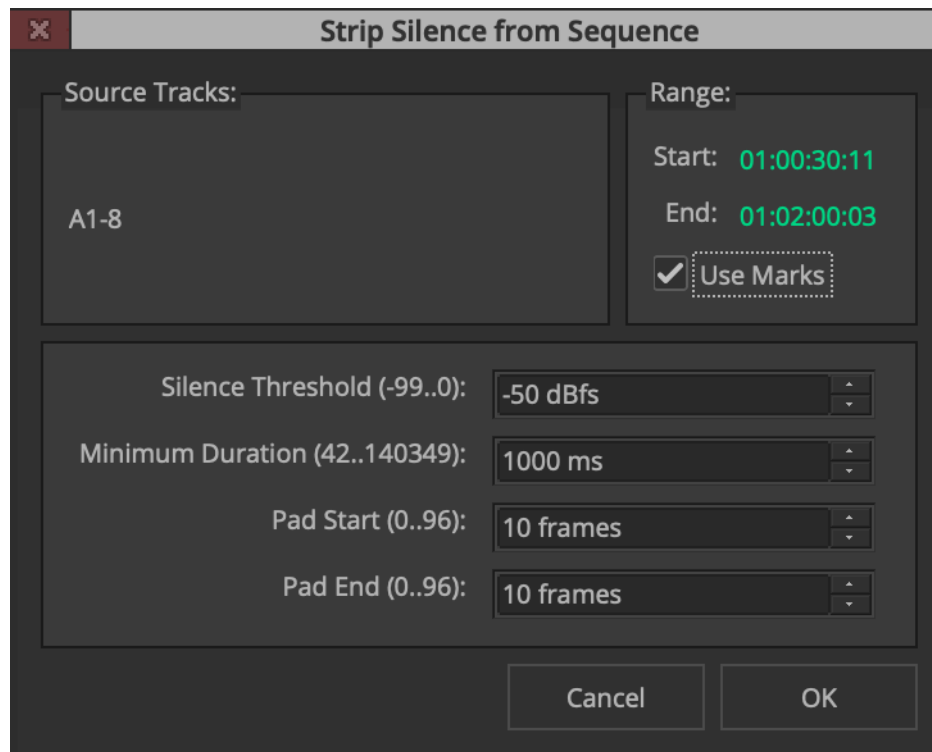 Strip Silence from Sequence
Source Tracks:
A1-8
Range:
Start: 01:00:30:11
End: 01:02:00:03
Use Marks
Silence Threshold (-99..0): -50 dBfs
Minimum Duration (42..140349): 1000 ms
Pad Start (0..96): 10 frames
Pad End (0..96): 10 frames
Cancel OK